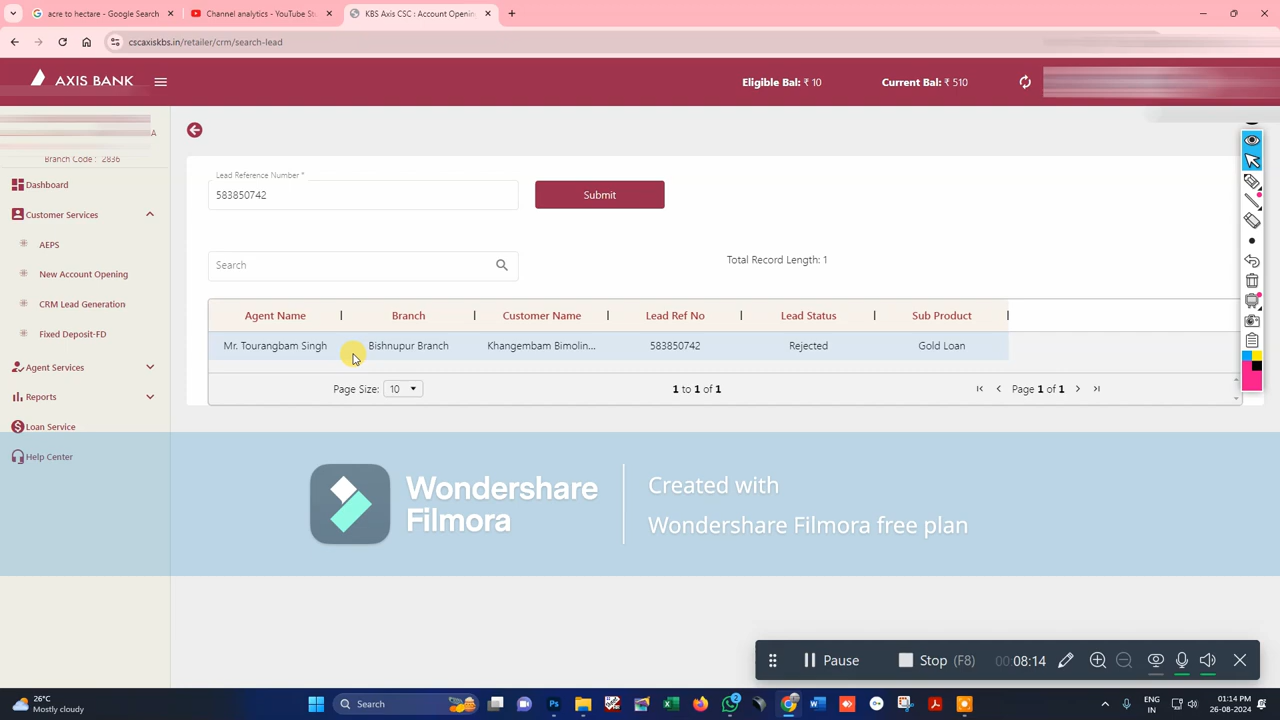 acre to hectare - Google Search
Channel analytics - YouTube St
KBS Axis CSC : Account Opening
cscaxiskbs.in/retailer/crm/search-lead
AXIS BANK
Eligible Bal: ₹ 10
Current Bal: ₹ 510
A
Branch Code : 2836
Dashboard
Customer Services
AEPS
New Account Opening
CRM Lead Generation
Fixed Deposit-FD
Agent Services
Reports
Loan Service
Help Center
Lead Reference Number *
583850742
Submit
Search
Total Record Length: 1
Agent Name Branch Customer Name Lead Ref No Lead Status Sub Product
Mr. Tourangbam Singh Bishnupur Branch Khangembam Bimolin... 583850742 Rejected Gold Loan
Page Size: 10 1 to 1 of 1 Page 1 of 1
Wondershare
Filmora
Created with
Wondershare Filmora free plan
Pause Stop (F8) 00:08:14
26°C
Mostly cloudy
Search
2
ENG
IN
01:14 PM
26-08-2024